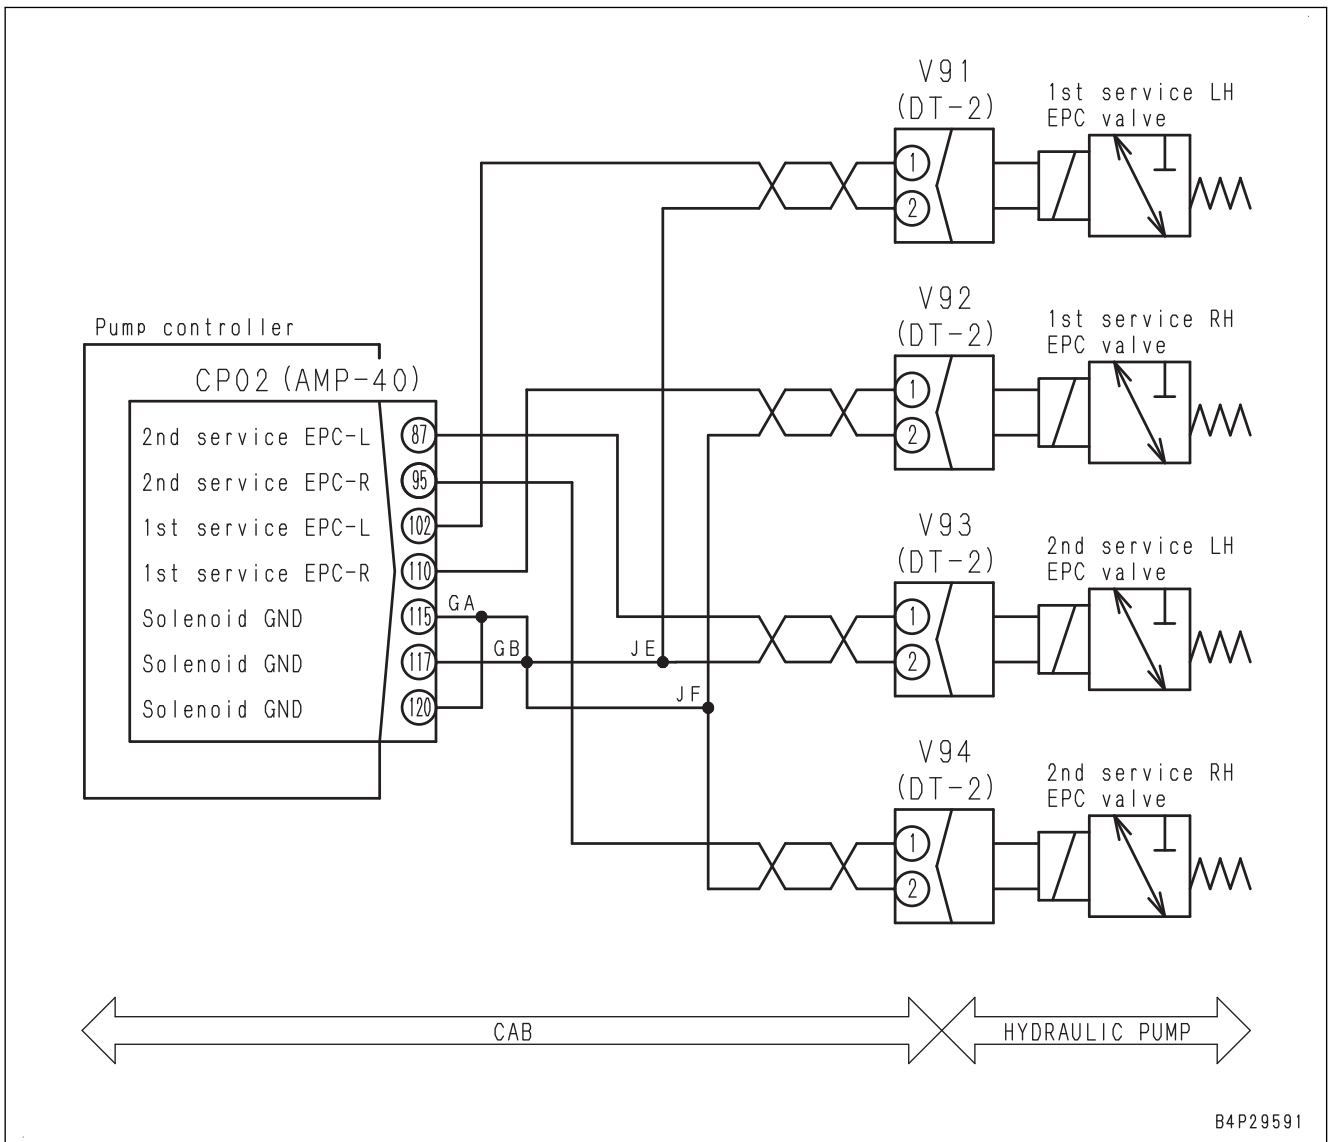 V91
(DT-2)
1st service LH
EPC valve
1
2
V92
(DT-2)
1st service RH
EPC valve
1
2
Pump controller
CP02 (AMP-40)
2nd service EPC-L
87
2nd service EPC-R
95
1st service EPC-L
102
1st service EPC-R
110
Solenoid GND
115
GA
Solenoid GND
117
GB
JE
Solenoid GND
120
JF
V93
(DT-2)
2nd service LH
EPC valve
1
2
V94
(DT-2)
2nd service RH
EPC valve
1
2
CAB
HYDRAULIC PUMP
B4P29591